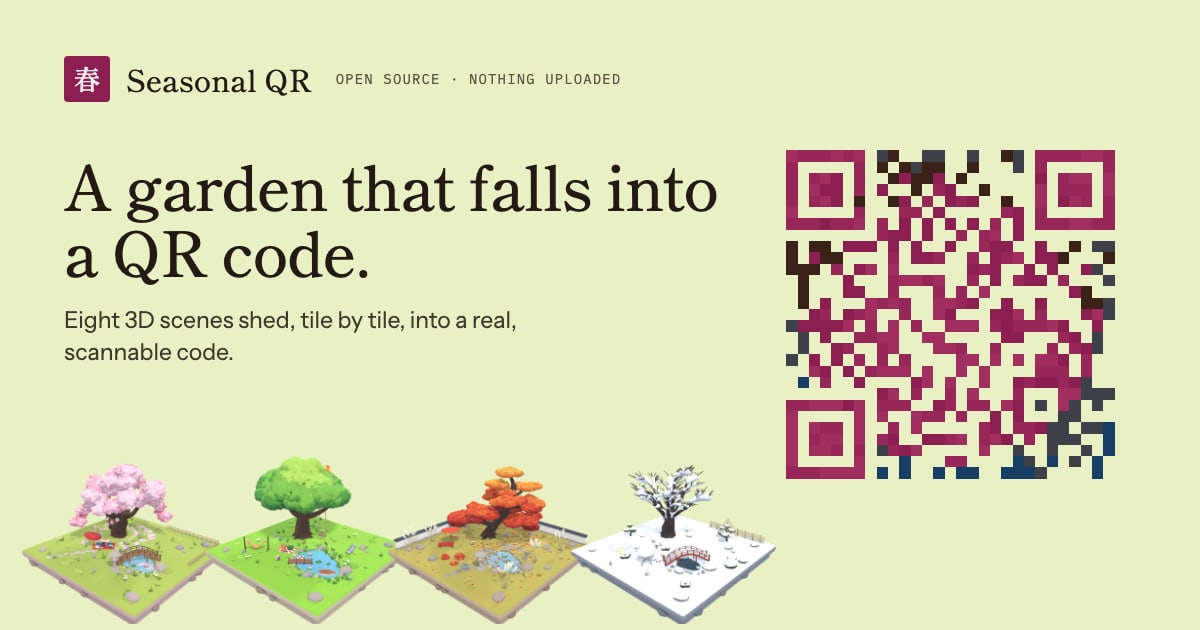 春 Seasonal QR OPEN SOURCE · NOTHING UPLOADED
A garden that falls into
a QR code.
Eight 3D scenes shed, tile by tile, into a real,
scannable code.